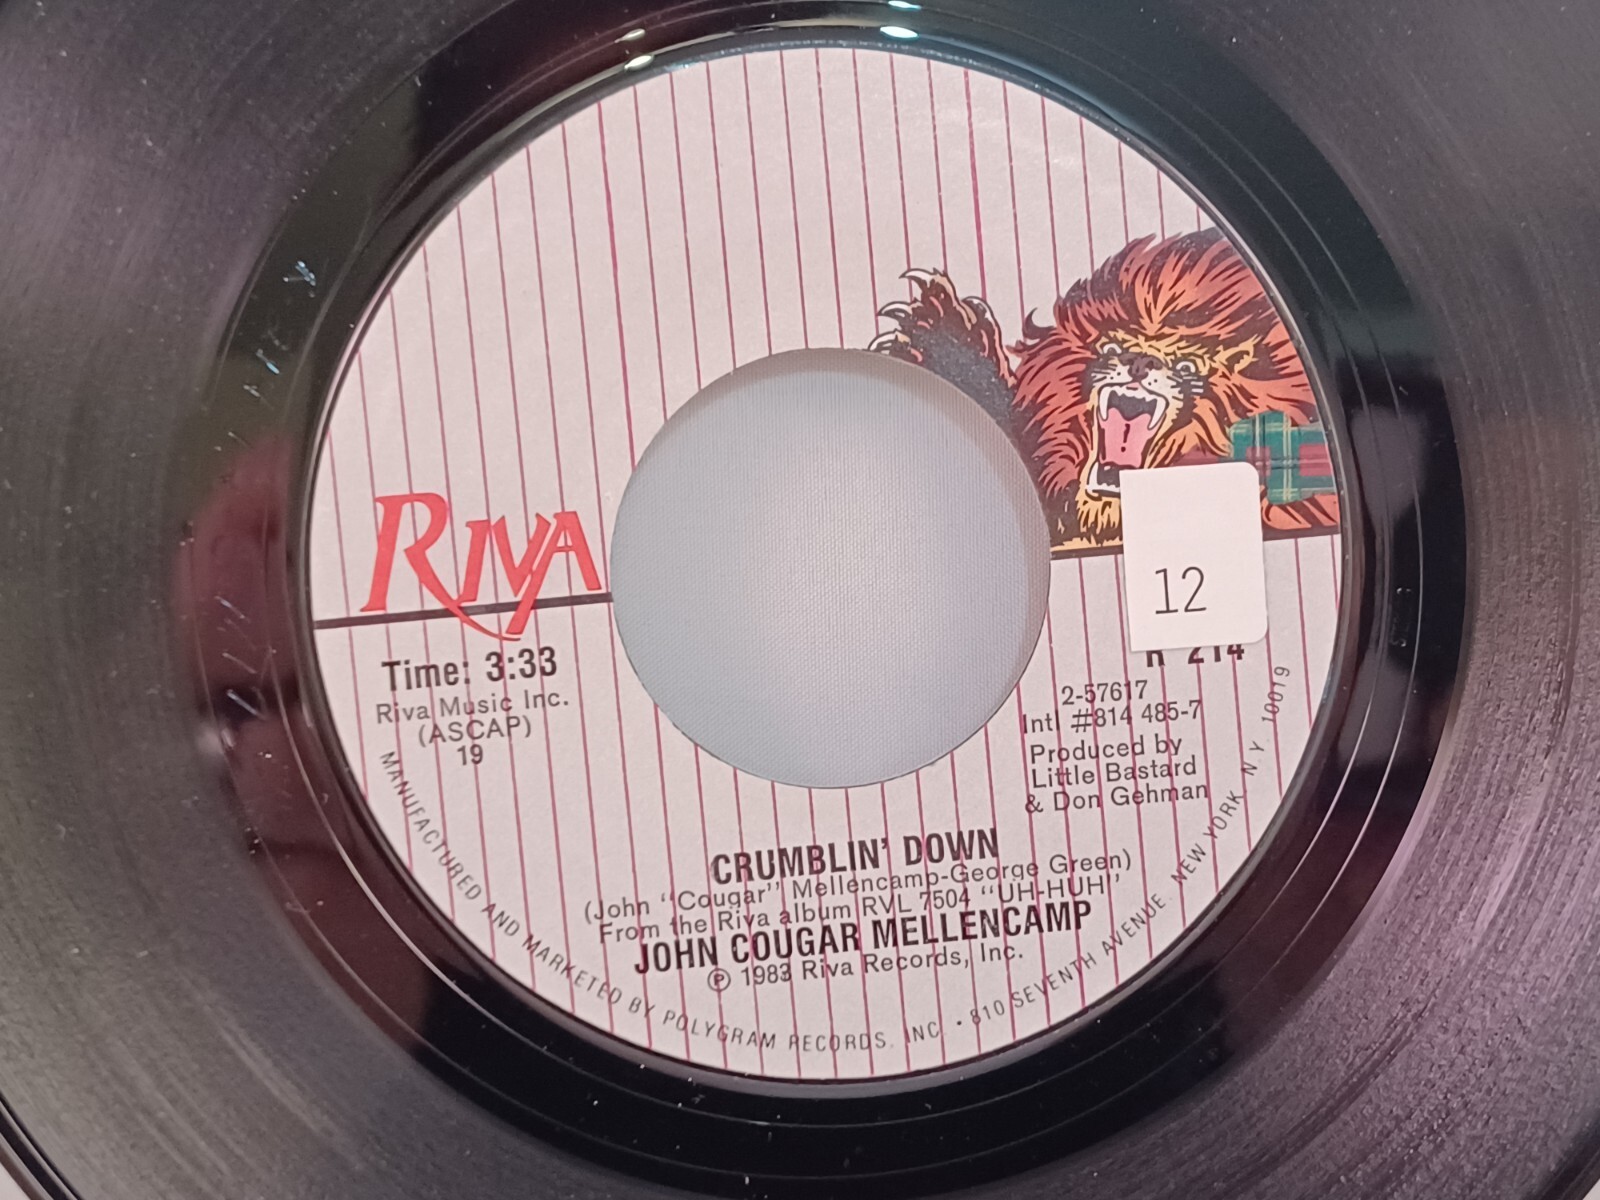 RIVA
12
Time: 3:33
Riva Music Inc.
(ASCAP)
19
R 214
2-57617
Intl #814 485-7
Produced by
Little Bastard
& Don Gehman
CRUMBLIN' DOWN
(John "Cougar" Mellencamp-George Green)
From the Riva album RVL 7504 "UH-HUH"
JOHN COUGAR MELLENCAMP
℗ 1983 Riva Records, Inc.
MANUFACTURED AND MARKETED BY POLYGRAM RECORDS, INC. • 810 SEVENTH AVENUE, NEW YORK, N.Y. 10019